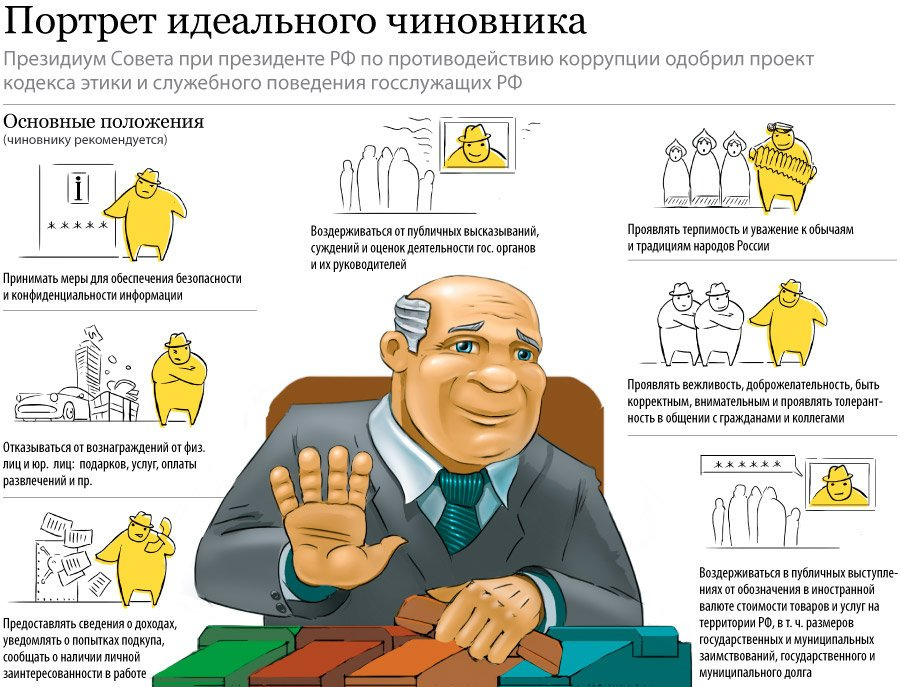 Портрет идеального чиновника
Президиум Совета при президенте РФ по противодействию коррупции одобрил проект
кодекса этики и служебного поведения госслужащих РФ
Основные положения
(чиновнику рекомендуется)
i
*****
Принимать меры для обеспечения безопасности
и конфиденциальности информации
Отказываться от вознаграждений от физ.
лиц и юр. лиц: подарков, услуг, оплаты
развлечений и пр.
Предоставлять сведения о доходах,
уведомлять о попытках подкупа,
сообщать о наличии личной
заинтересованности в работе
Воздерживаться от публичных высказываний,
суждений и оценок деятельности гос. органов
и их руководителей
Проявлять терпимость и уважение к обычаям
и традициям народов России
Проявлять вежливость, доброжелательность, быть
корректным, внимательным и проявлять толерант-
ность в общении с гражданами и коллегами
******
Воздерживаться в публичных выступле-
ниях от обозначения в иностранной
валюте стоимости товаров и услуг на
территории РФ, в т. ч. размеров
государственных и муниципальных
заимствований, государственного и
муниципального долга